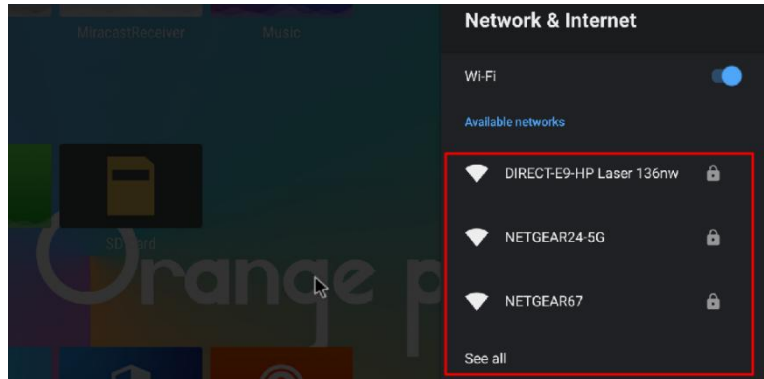 MiracastReceiver
Music
SD Card
Orange p
Network & Internet
Wi-Fi
Available networks
DIRECT-E9-HP Laser 136nw
NETGEAR24-5G
NETGEAR67
See all